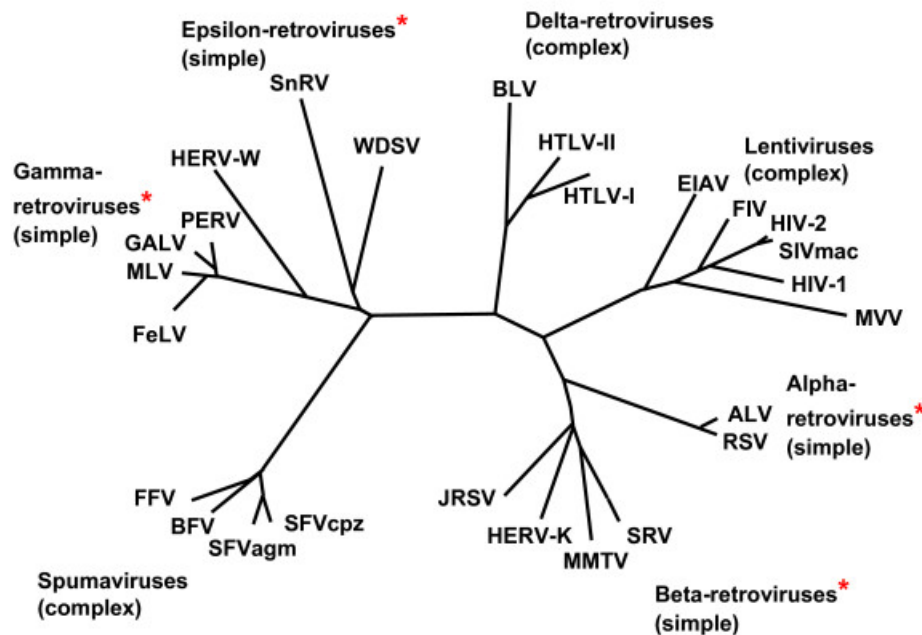 Epsilon-retroviruses*
(simple)
SnRV
WDSV
Delta-retroviruses
(complex)
BLV
HTLV-II
HTLV-I
Lentiviruses
(complex)
EIAV
FIV
HIV-2
SIVmac
HIV-1
MVV
Gamma-
retroviruses*
(simple)
HERV-W
PERV
GALV
MLV
FeLV
Alpha-
retroviruses*
(simple)
ALV
RSV
JRSV
HERV-K
MMTV
SRV
Beta-retroviruses*
(simple)
FFV
BFV
SFVagm
SFVcpz
Spumaviruses
(complex)